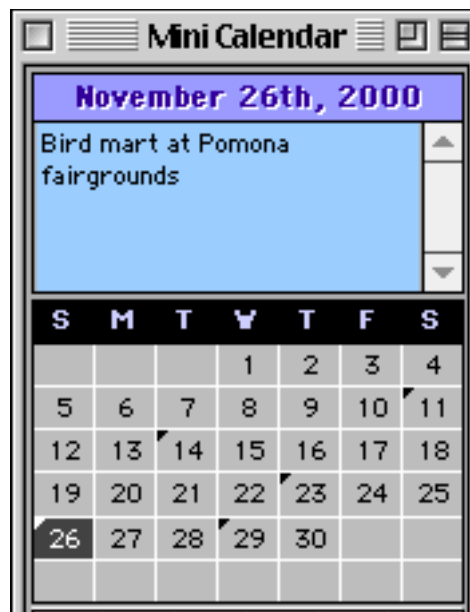 Mini Calendar
November 26th, 2000
Bird mart at Pomona
fairgrounds
S M T W T F S
1 2 3 4
5 6 7 8 9 10 11
12 13 14 15 16 17 18
19 20 21 22 23 24 25
26 27 28 29 30